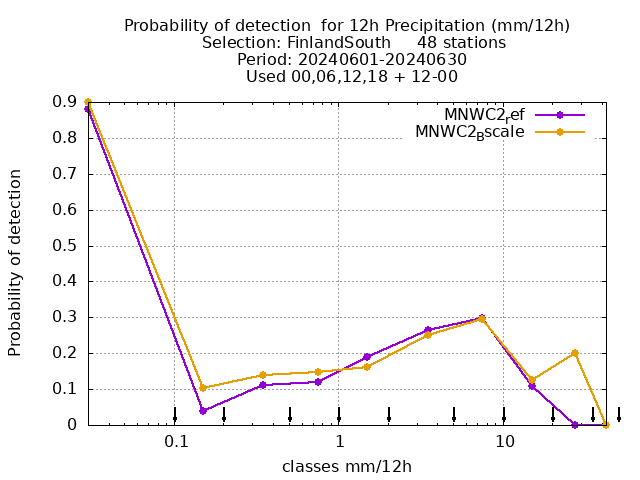 Probability of detection  for 12h Precipitation (mm/12h)
Selection: FinlandSouth     48 stations
Period: 20240601-20240630
Used 00,06,12,18 + 12-00
MNWC2ref
MNWC2Bscale
Probability of detection
0.9
0.8
0.7
0.6
0.5
0.4
0.3
0.2
0.1
0
0.1
1
10
classes mm/12h